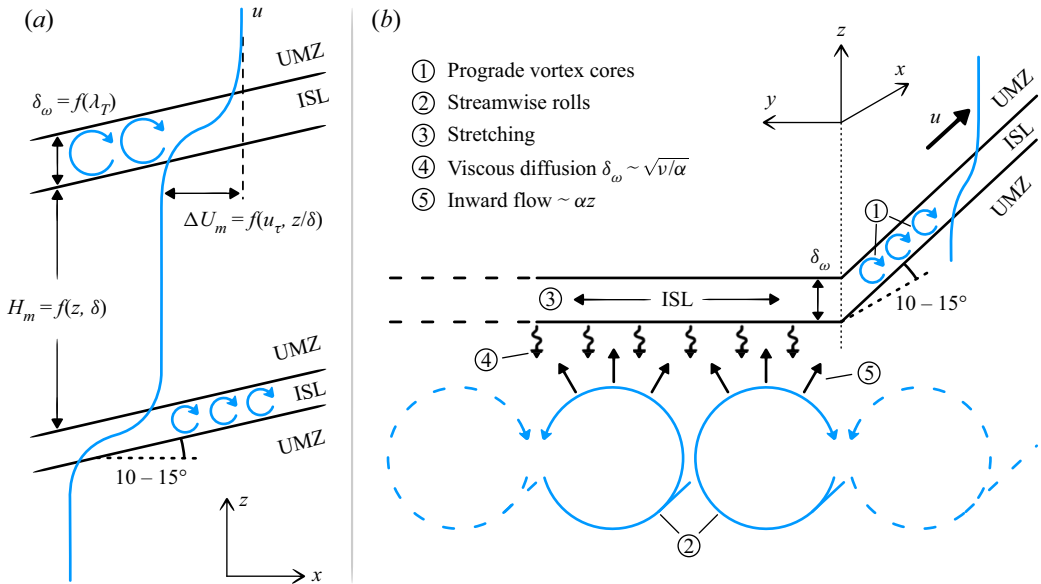 (a)
u
UMZ
ISL
δω = f(λT)
ΔUm = f(uτ, z/δ)
Hm = f(z, δ)
UMZ
ISL
UMZ
10 – 15°
z
x
(b)
① Prograde vortex cores
② Streamwise rolls
③ Stretching
④ Viscous diffusion δω ~ √ν/α
⑤ Inward flow ~ αz
z
x
y
u
UMZ
ISL
UMZ
①
δω
10 – 15°
③ ISL
④
⑤
②